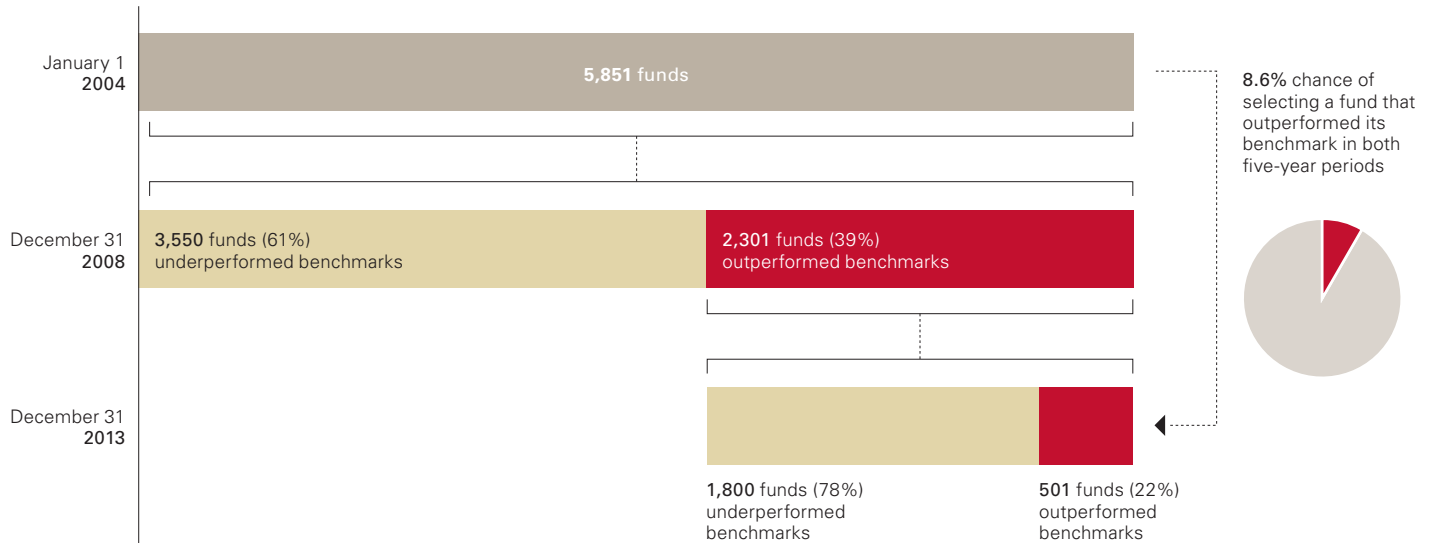 January 1
2004
5,851 funds
8.6% chance of
selecting a fund that
outperformed its
benchmark in both
five-year periods
December 31
2008
3,550 funds (61%)
underperformed benchmarks
2,301 funds (39%)
outperformed benchmarks
December 31
2013
1,800 funds (78%)
underperformed
benchmarks
501 funds (22%)
outperformed
benchmarks